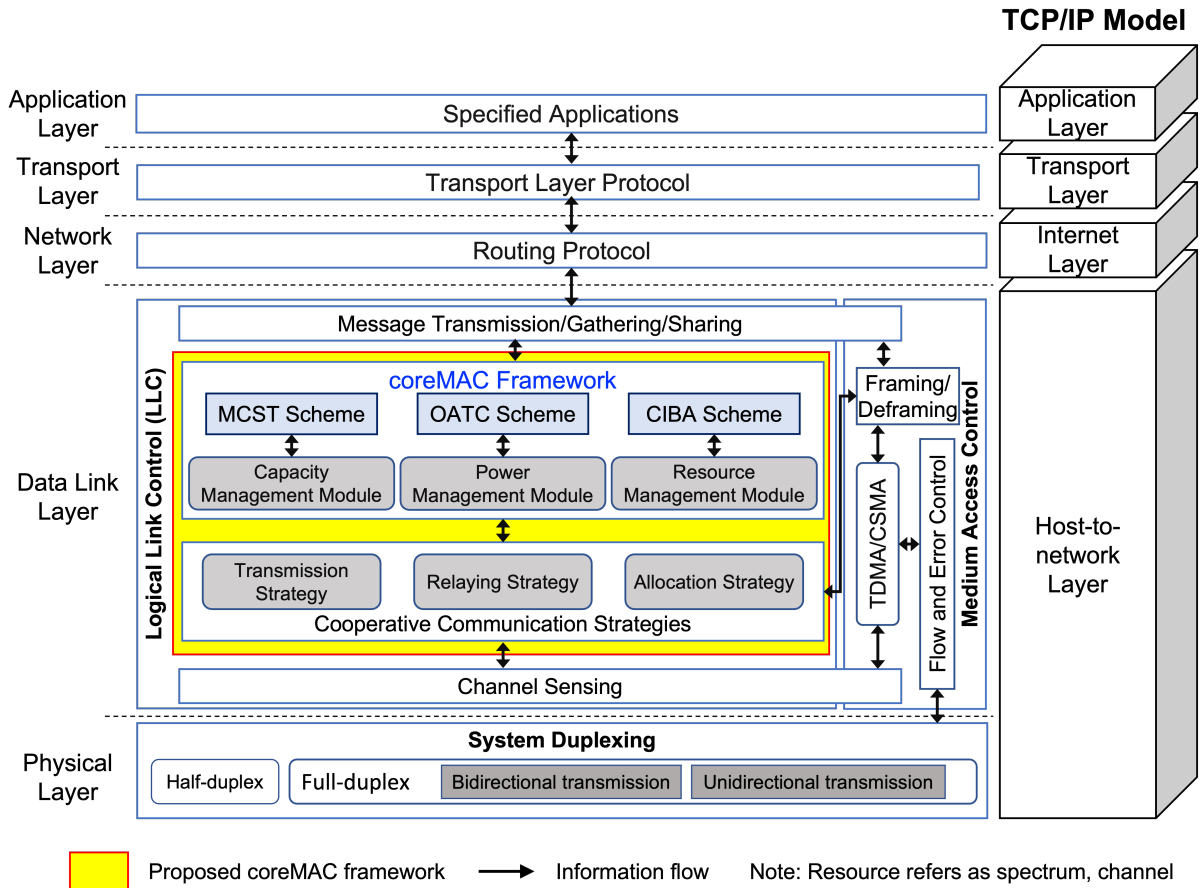 TCP/IP Model
Application
Layer
Specified Applications
Application
Layer
Transport
Layer
Transport Layer Protocol
Transport
Layer
Network
Layer
Routing Protocol
Internet
Layer
Data Link
Layer
Logical Link Control (LLC)
Message Transmission/Gathering/Sharing
coreMAC Framework
MCST Scheme
OATC Scheme
CIBA Scheme
Capacity
Management Module
Power
Management Module
Resource
Management Module
Transmission
Strategy
Relaying Strategy
Allocation Strategy
Cooperative Communication Strategies
Channel Sensing
Framing/
Deframing
TDMA/CSMA
Flow and Error Control
Medium Access Control
Host-to-
network
Layer
Physical
Layer
System Duplexing
Half-duplex
Full-duplex
Bidirectional transmission
Unidirectional transmission
Proposed coreMAC framework
Information flow
Note: Resource refers as spectrum, channel